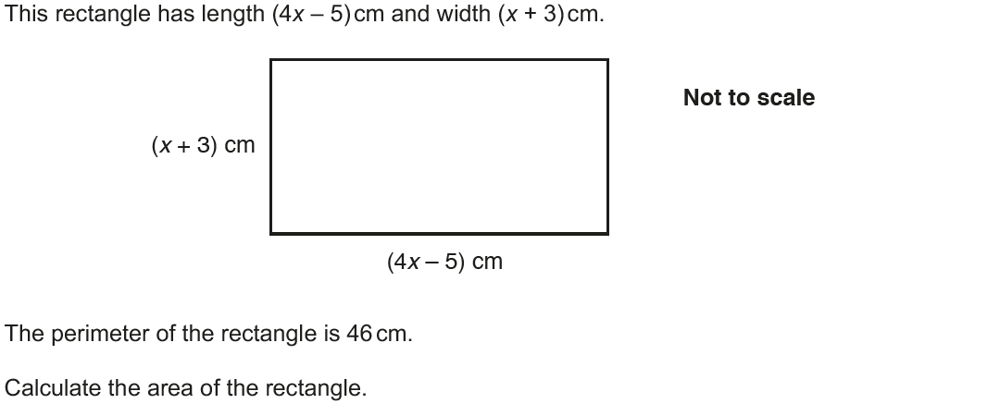 This rectangle has length (4x – 5) cm and width (x + 3) cm.
Not to scale
(x + 3) cm
(4x – 5) cm
The perimeter of the rectangle is 46 cm.
Calculate the area of the rectangle.